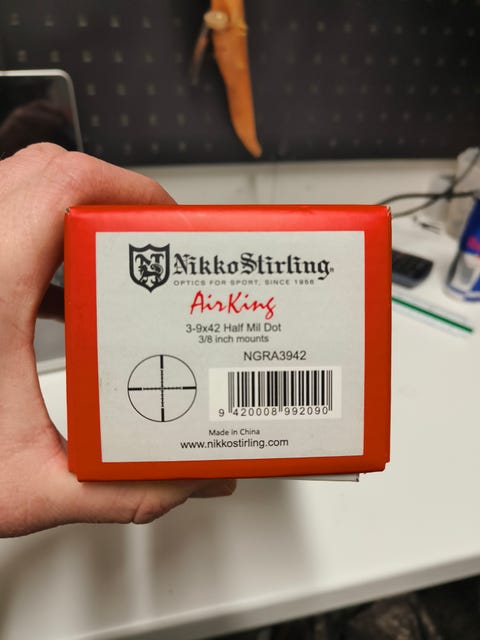 NS
NikkoStirling®
OPTICS FOR SPORT, SINCE 1956
AirKing
3-9x42 Half Mil Dot
3/8 inch mounts
NGRA3942
9 420008 992090
Made in China
www.nikkostirling.com